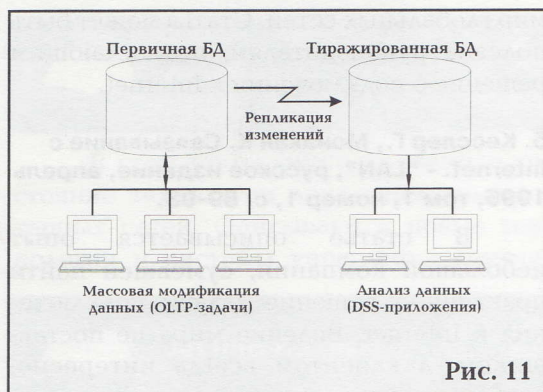 Первичная БД
Тиражированная БД
Репликация
изменений
Массовая модификация
данных (OLTP-задачи)
Анализ данных
(DSS-приложения)
Рис. 11